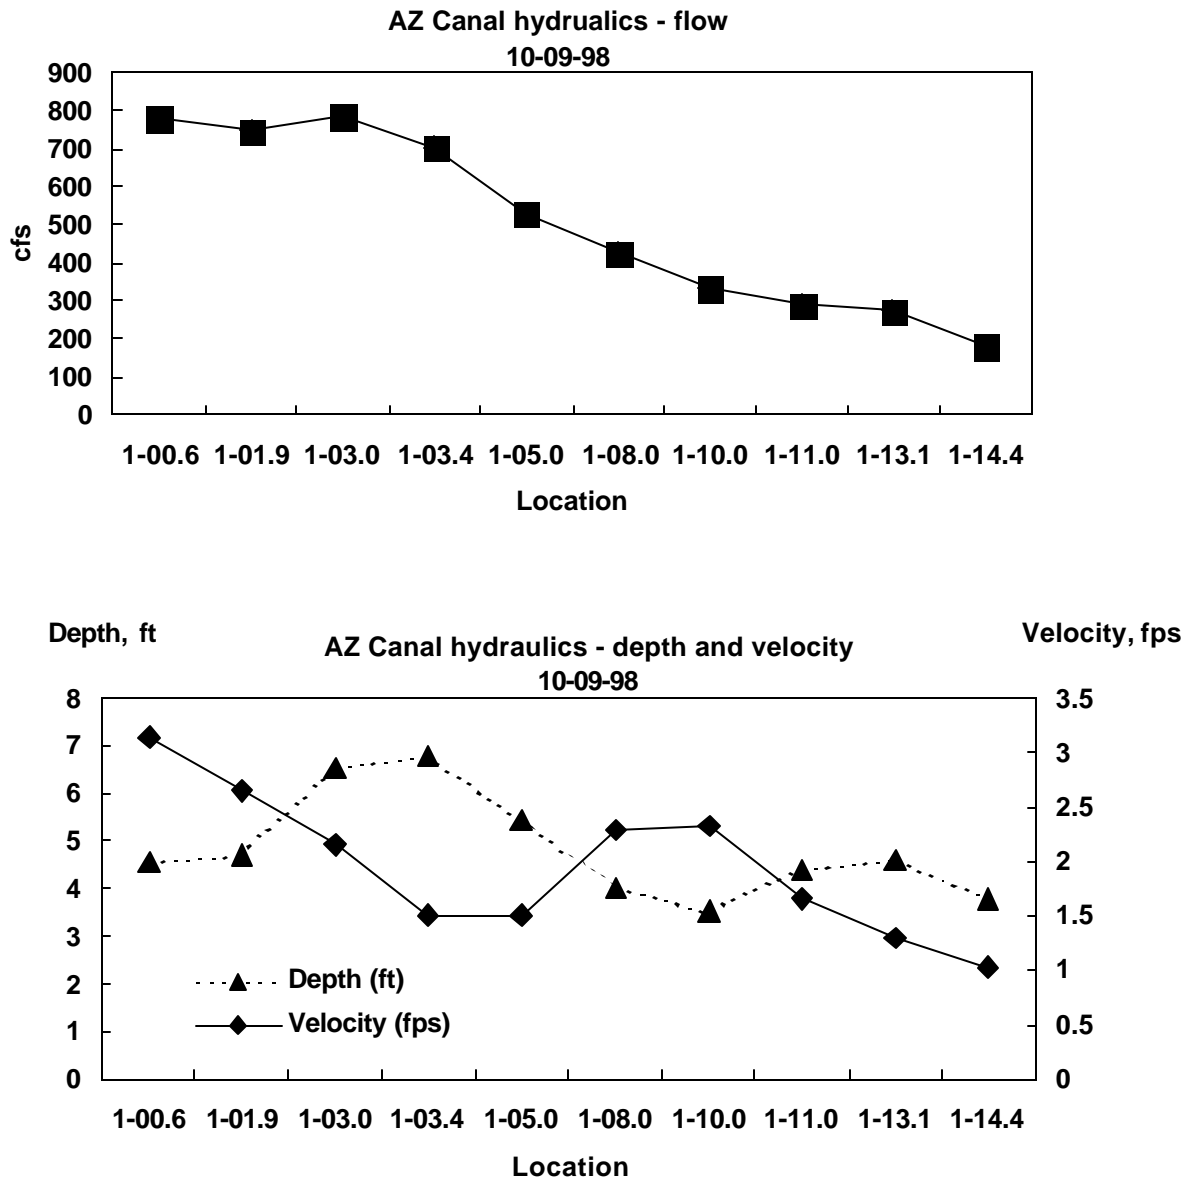 AZ Canal hydrualics - flow
10-09-98
900
800
700
600
500
400
300
200
100
0
cfs
1-00.6 1-01.9 1-03.0 1-03.4 1-05.0 1-08.0 1-10.0 1-11.0 1-13.1 1-14.4
Location
Depth, ft
Velocity, fps
AZ Canal hydraulics - depth and velocity
10-09-98
8
7
6
5
4
3
2
1
0
3.5
3
2.5
2
1.5
1
0.5
0
Depth (ft)
Velocity (fps)
1-00.6 1-01.9 1-03.0 1-03.4 1-05.0 1-08.0 1-10.0 1-11.0 1-13.1 1-14.4
Location